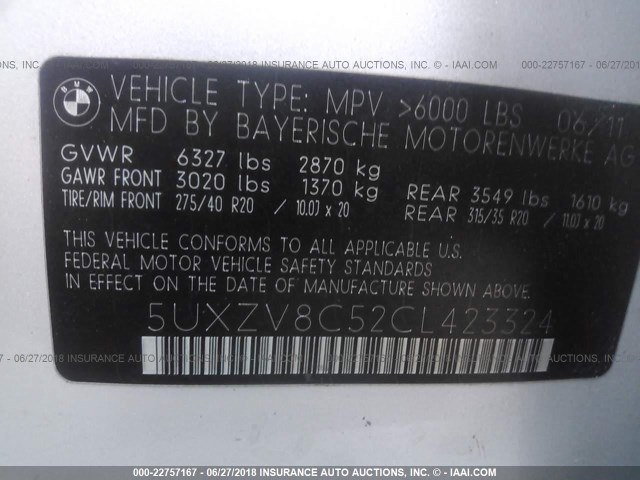 000-22757167 - 06/27/2018 INSURANCE AUTO AUCTIONS, INC. - © - IAAI.COM
BMW
VEHICLE TYPE: MPV >6000 LBS 06/11
MFD BY BAYERISCHE MOTORENWERKE AG
GVWR 6327 lbs 2870 kg
GAWR FRONT 3020 lbs 1370 kg REAR 3549 lbs 1610 kg
TIRE/RIM FRONT 275/40 R20 // 10.0J x 20 REAR 315/35 R20 // 11.0J x 20
THIS VEHICLE CONFORMS TO ALL APPLICABLE U.S.
FEDERAL MOTOR VEHICLE SAFETY STANDARDS
IN EFFECT ON THE DATE OF MANUFACTURE SHOWN ABOVE.
5UXZV8C52CL423324
000-22757167 - 06/27/2018 INSURANCE AUTO AUCTIONS, INC. - © - IAAI.COM